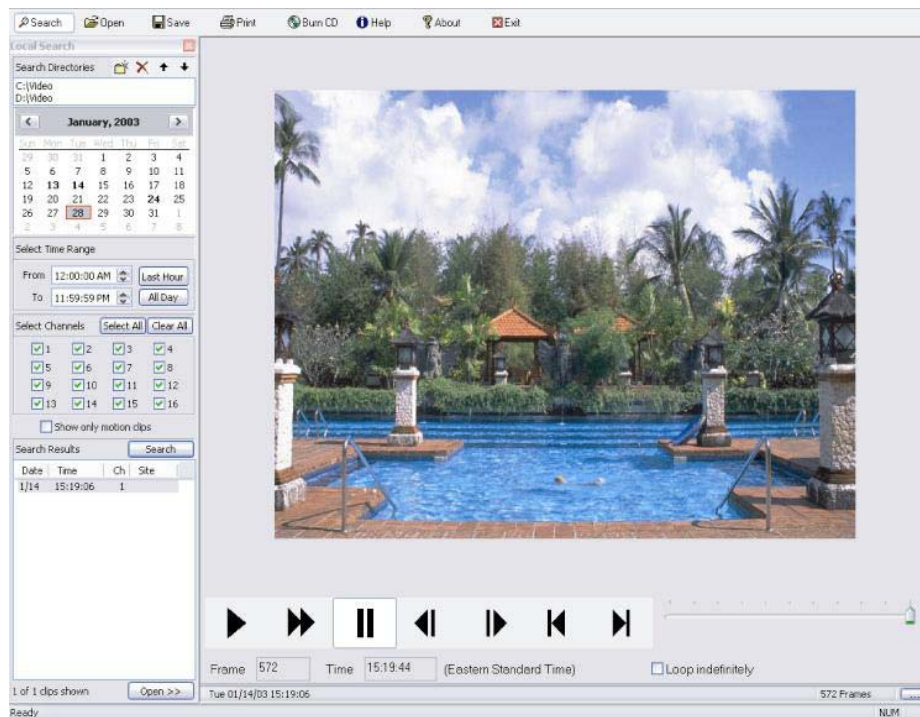 Search Open Save Print Burn CD Help About Exit
Local Search
Search Directories
C:\Video
D:\Video
January, 2003
Sun Mon Tue Wed Thu Fri Sat
29 30 31 1 2 3 4
5 6 7 8 9 10 11
12 13 14 15 16 17 18
19 20 21 22 23 24 25
26 27 28 29 30 31 1
2 3 4 5 6 7 8
Select Time Range
From 12:00:00 AM Last Hour
To 11:59:59 PM All Day
Select Channels Select All Clear All
1 2 3 4
5 6 7 8
9 10 11 12
13 14 15 16
Show only motion clips
Search Results Search
Date Time Ch Site
1/14 15:19:06 1
1 of 1 clips shown Open >>
Frame 572 Time 15:19:44 (Eastern Standard Time) Loop indefinitely
Tue 01/14/03 15:19:06 572 Frames ...
Ready NUM